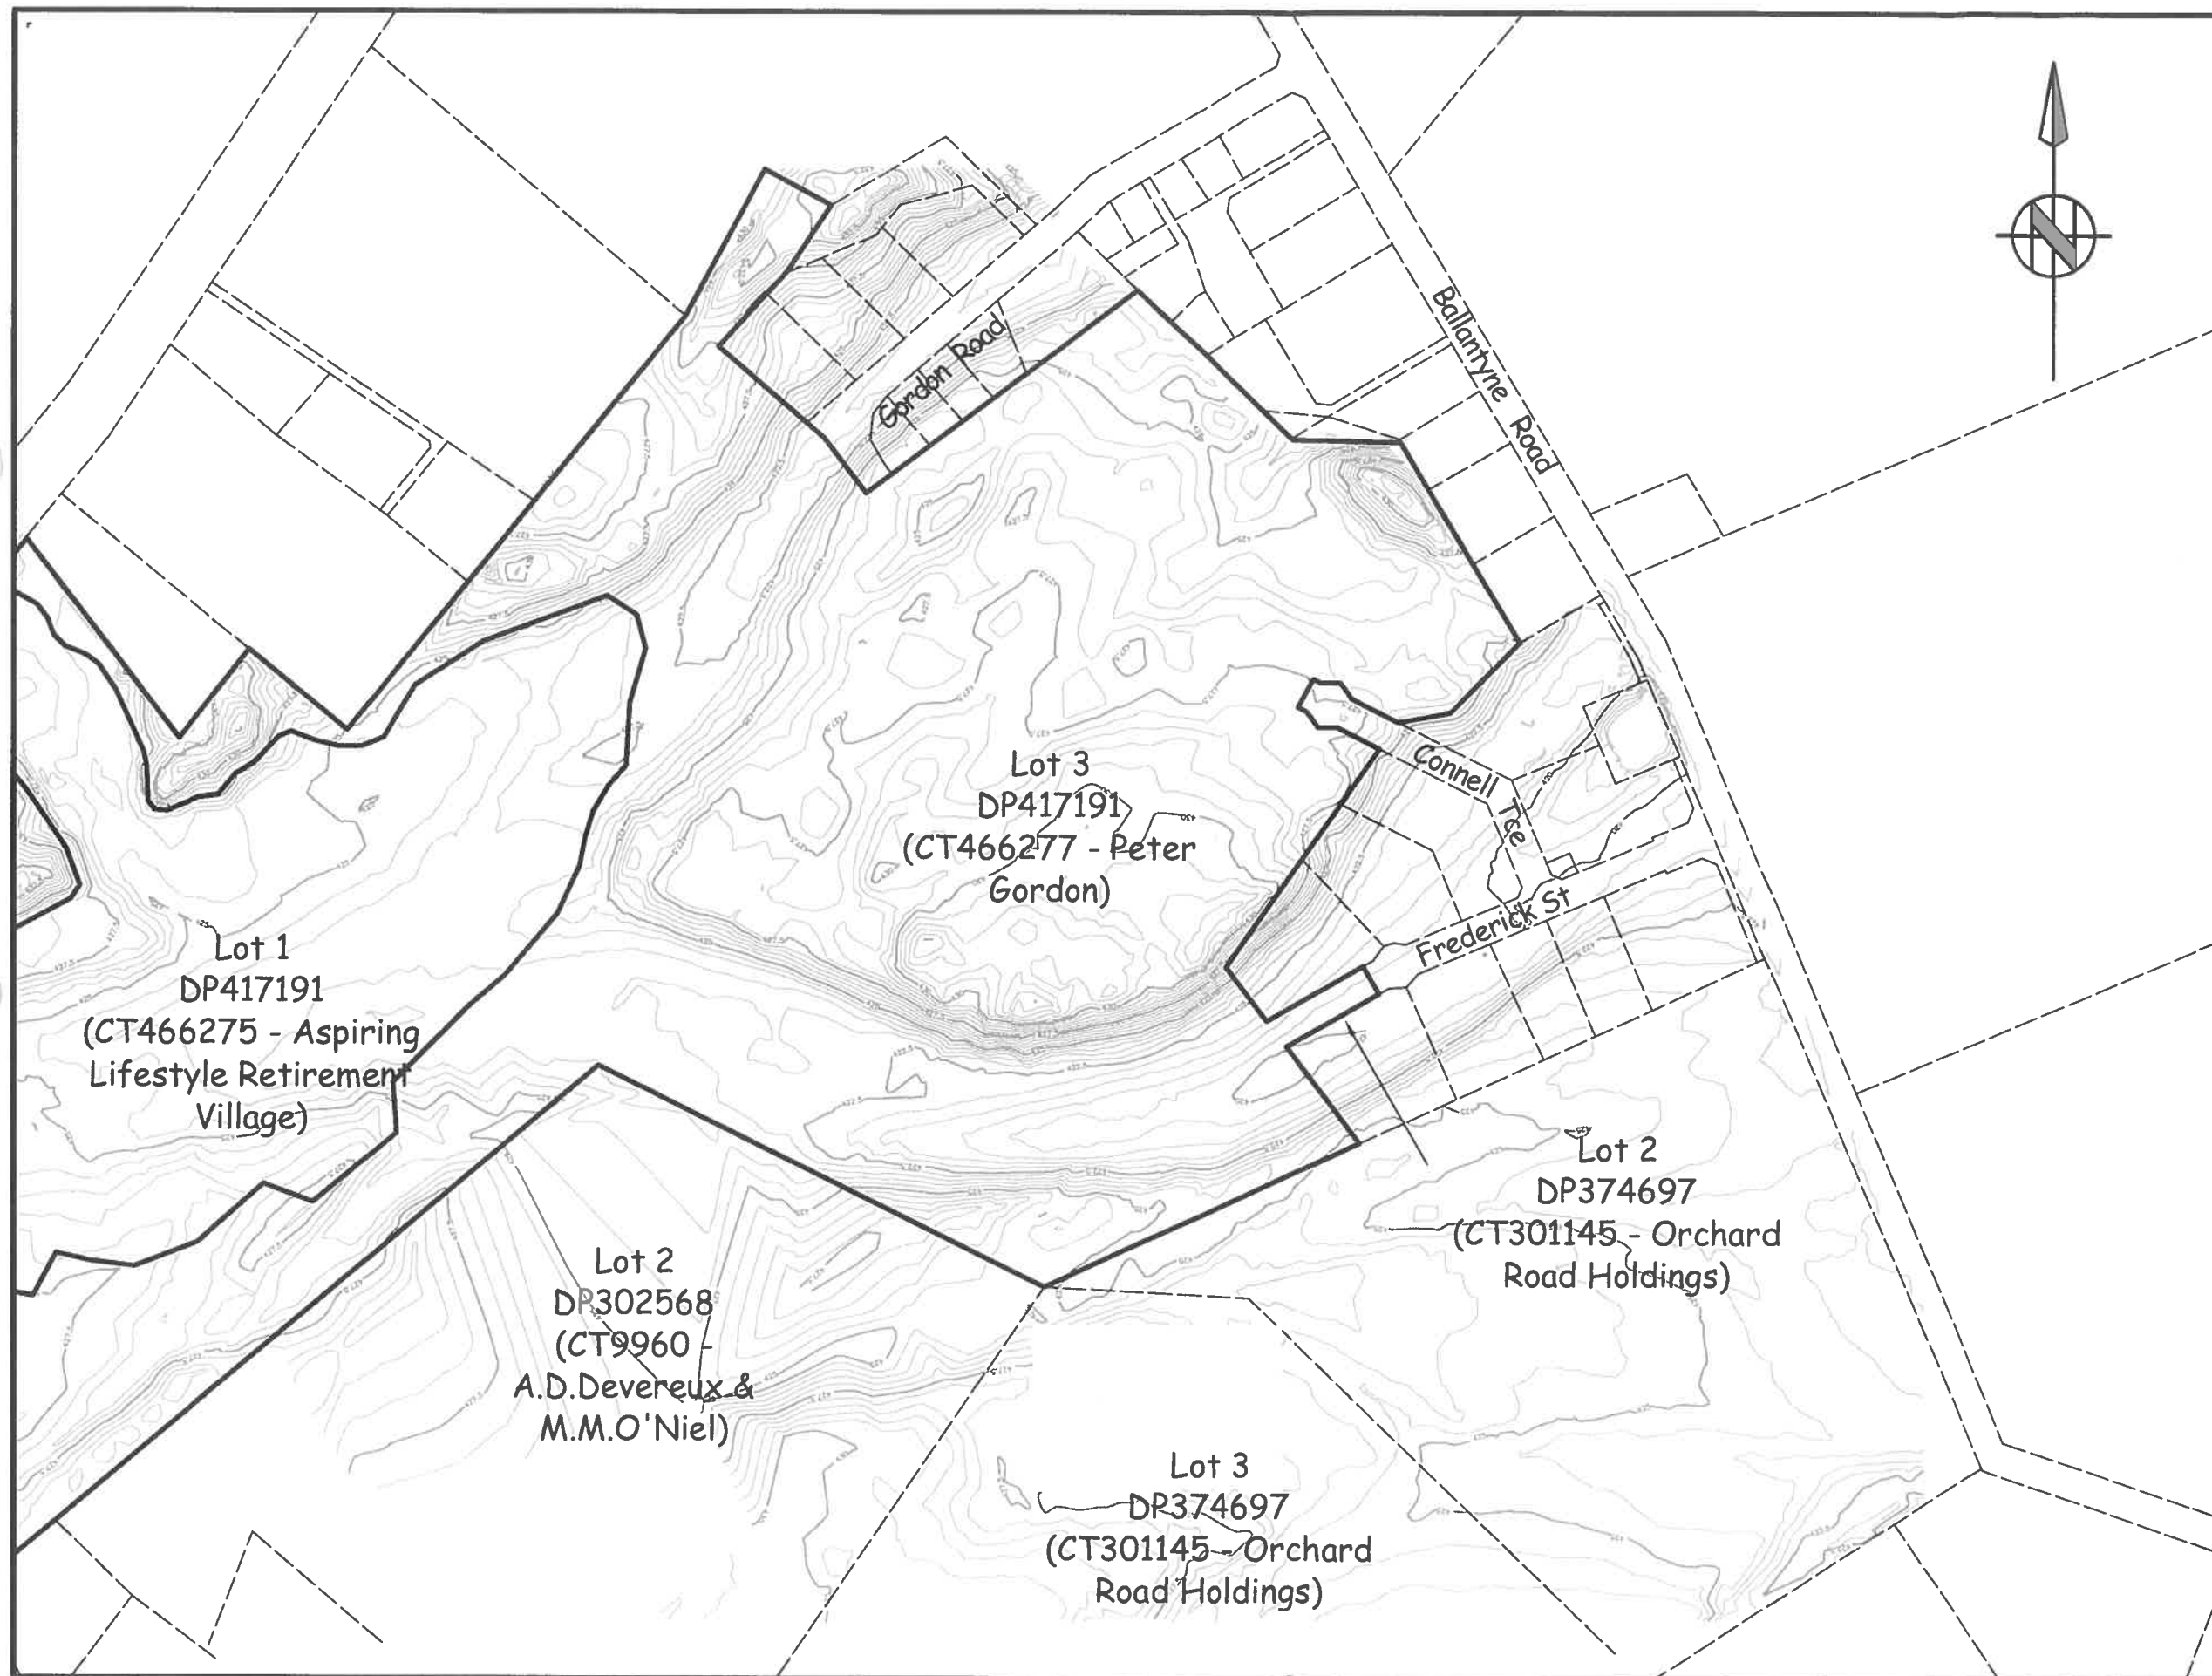 Gordon Road
Ballantyne Road
Connell Tce
Frederick St
Lot 3
DP417191
(CT466277 - Peter
Gordon)
Lot 1
DP417191
(CT466275 - Aspiring
Lifestyle Retirement
Village)
Lot 2
DP374697
(CT301145 - Orchard
Road Holdings)
Lot 2
DP302568
(CT9960 -
A.D.Devereux &
M.M.O'Niel)
Lot 3
DP374697
(CT301145 - Orchard
Road Holdings)